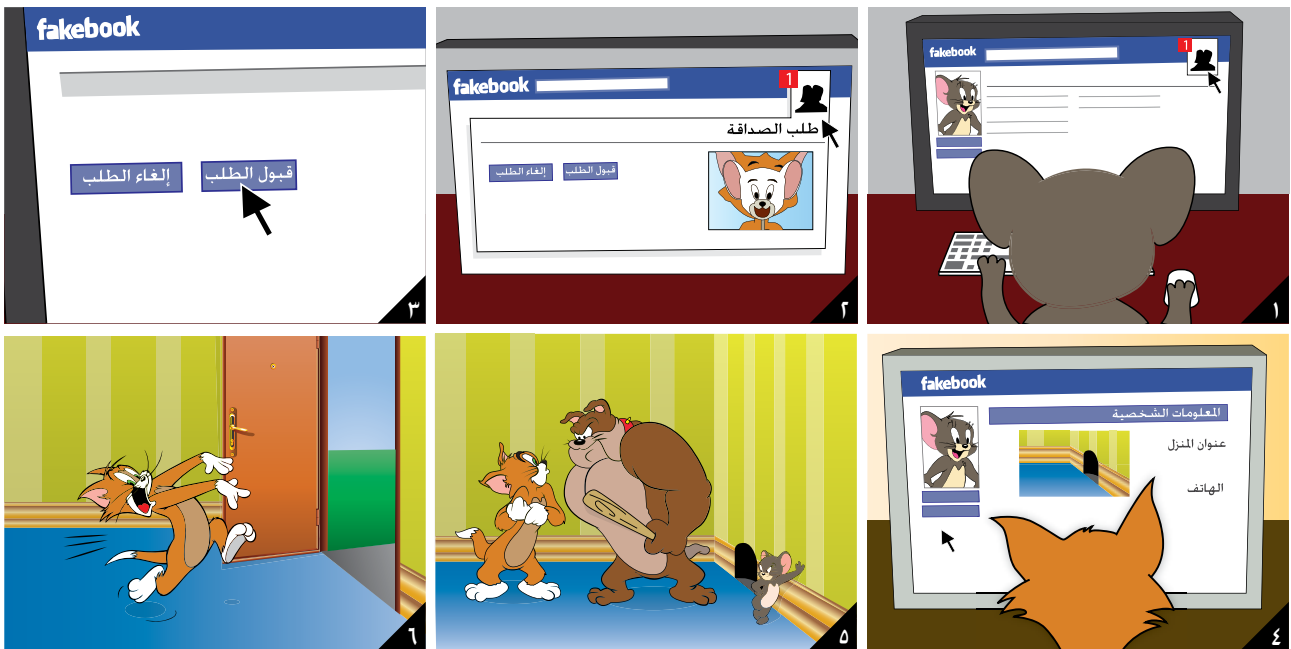 fakebook
1
١
fakebook
1
طلب الصداقة
قبول الطلب
إلغاء الطلب
٢
fakebook
قبول الطلب
إلغاء الطلب
٣
fakebook
المعلومات الشخصية
عنوان المنزل
الهاتف
٤
٥
٦